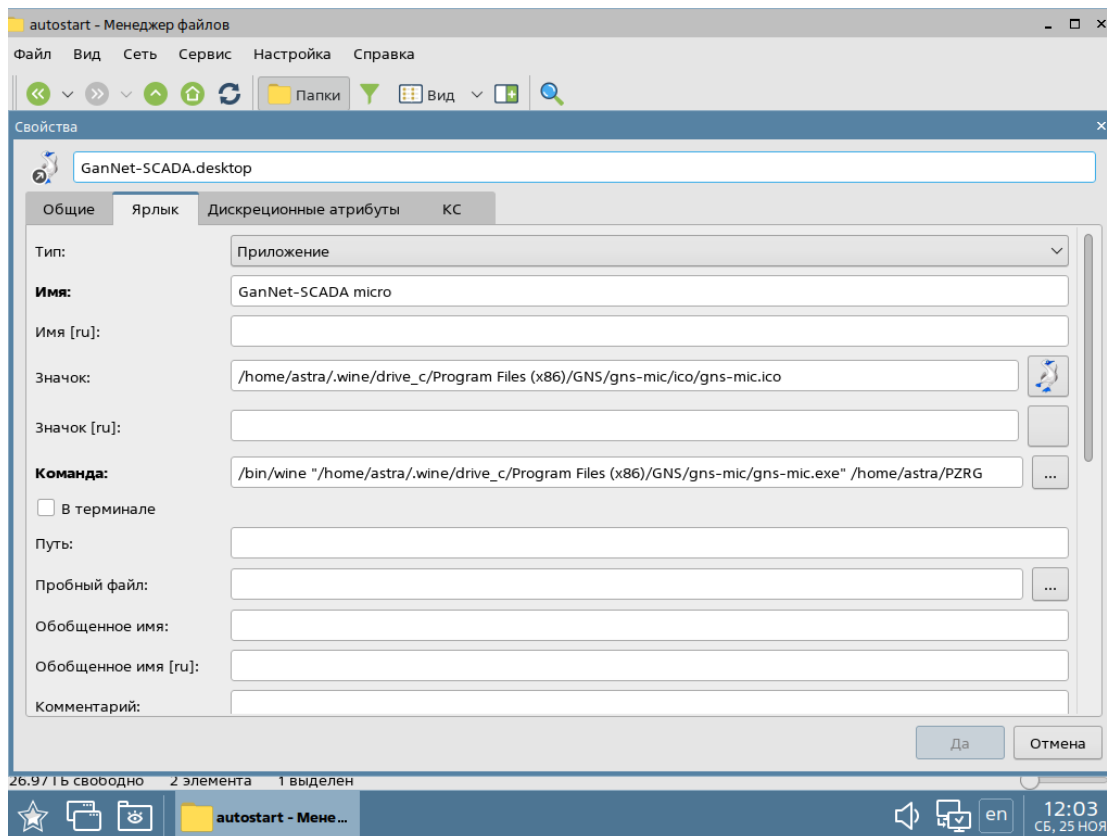 autostart - Менеджер файлов
Файл Вид Сеть Сервис Настройка Справка
Папки Вид
Свойства
GanNet-SCADA.desktop
Общие Ярлык Дискреционные атрибуты КС
Тип: Приложение
Имя: GanNet-SCADA micro
Имя [ru]:
Значок: /home/astra/.wine/drive_c/Program Files (x86)/GNS/gns-mic/ico/gns-mic.ico
Значок [ru]:
Команда: /bin/wine "/home/astra/.wine/drive_c/Program Files (x86)/GNS/gns-mic/gns-mic.exe" /home/astra/PZRG
...
В терминале
Путь:
Пробный файл: ...
Обобщенное имя:
Обобщенное имя [ru]:
Комментарий:
Да Отмена
26.97 ГБ свободно 2 элемента 1 выделен
autostart - Мене... en 12:03
СБ, 25 НОЯ